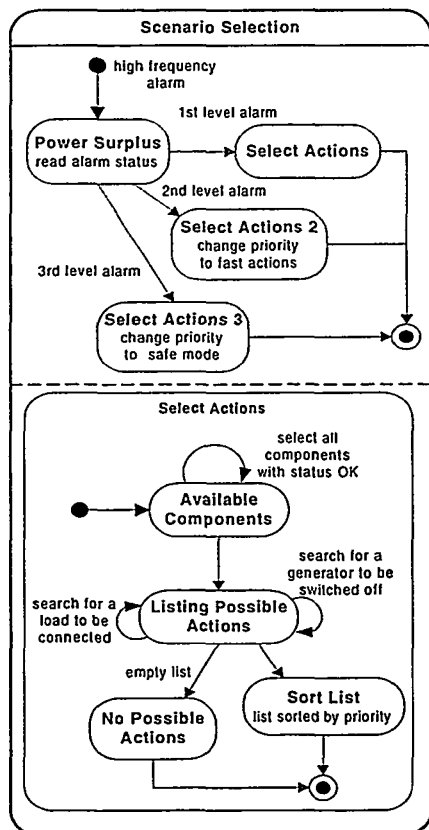 Scenario Selection
high frequency
alarm
1st level alarm
Power Surplus
read alarm status
Select Actions
2nd level alarm
Select Actions 2
change priority
to fast actions
3rd level alarm
Select Actions 3
change priority
to safe mode
Select Actions
select all
components
with status OK
Available
Components
search for a
generator to be
switched off
search for a
load to be
connected
Listing Possible
Actions
empty list
Sort List
list sorted by priority
No Possible
Actions